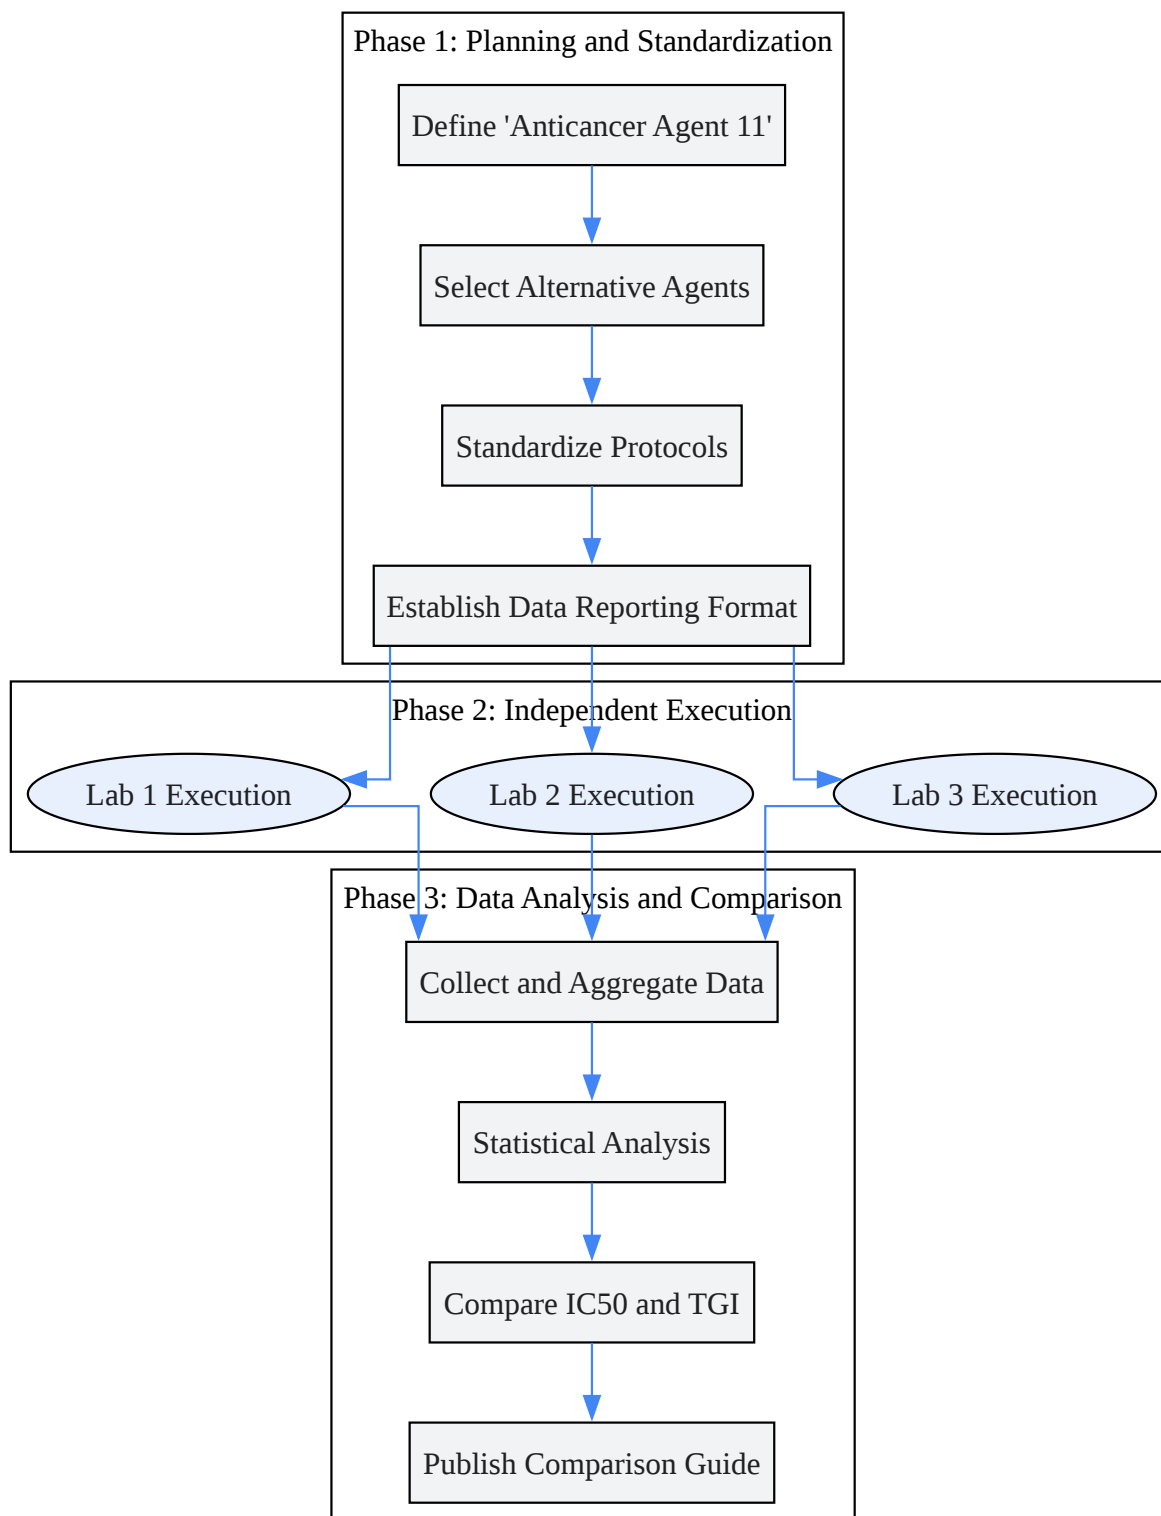 Phase 1: Planning and Standardization
Define 'Anticancer Agent 11'
Select Alternative Agents
Standardize Protocols
Establish Data Reporting Format
Phase 2: Independent Execution
Lab 1 Execution
Lab 2 Execution
Lab 3 Execution
Phase 3: Data Analysis and Comparison
Collect and Aggregate Data
Statistical Analysis
Compare IC50 and TGI
Publish Comparison Guide